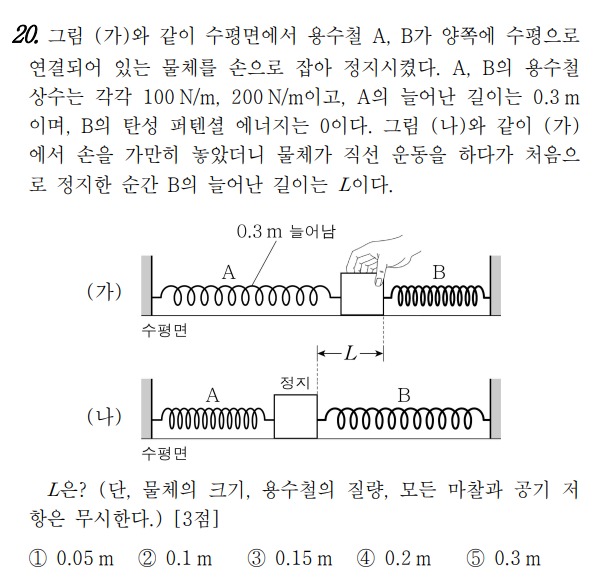 20. 그림 (가)와 같이 수평면에서 용수철 A, B가 양쪽에 수평으로
연결되어 있는 물체를 손으로 잡아 정지시켰다. A, B의 용수철
상수는 각각 100 N/m, 200 N/m이고, A의 늘어난 길이는 0.3 m
이며, B의 탄성 퍼텐셜 에너지는 0이다. 그림 (나)와 같이 (가)
에서 손을 가만히 놓았더니 물체가 직선 운동을 하다가 처음으
로 정지한 순간 B의 늘어난 길이는 L이다.
0.3 m 늘어남
A
B
(가)
수평면
L
정지
A
B
(나)
수평면
L은? (단, 물체의 크기, 용수철의 질량, 모든 마찰과 공기 저
항은 무시한다.) [3점]
① 0.05 m ② 0.1 m ③ 0.15 m ④ 0.2 m ⑤ 0.3 m